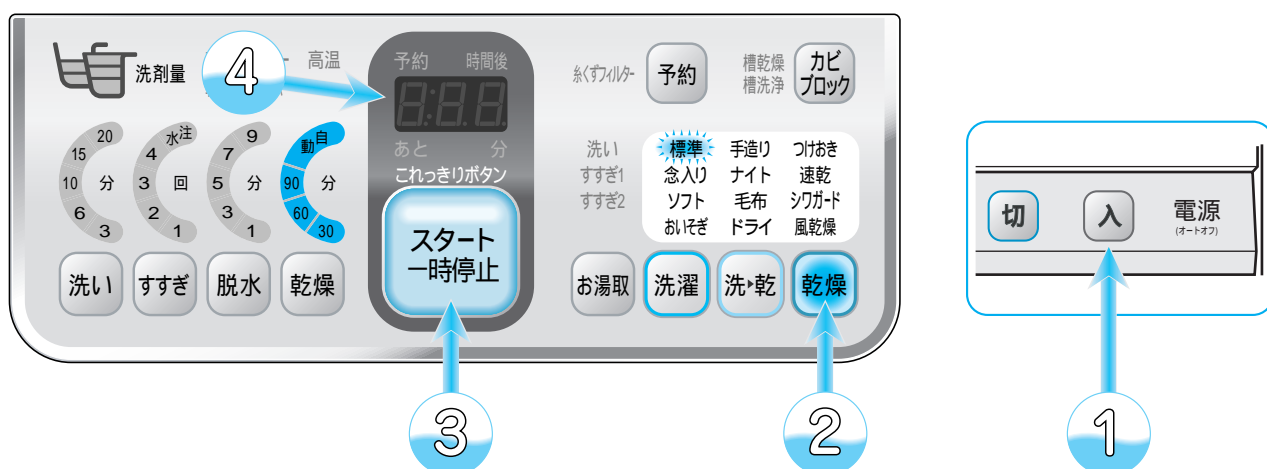 洗剤量
高温
4
予約 時間後
8:88
あと 分
これっきりボタン
スタート
一時停止
糸くずフィルター
予約
槽乾燥
槽洗浄
カビ
ブロック
20
15
10 分
6
3
注
水
4
3 回
2
1
9
7
5 分
3
1
自
動
90 分
60
30
洗い
すすぎ
脱水
乾燥
洗い
すすぎ1
すすぎ2
標準 手造り つけおき
念入り ナイト 速乾
ソフト 毛布 シワガード
おいそぎ ドライ 風乾燥
お湯取
洗濯
洗▸乾
乾燥
切
入
電源
(オートオフ)
3
2
1